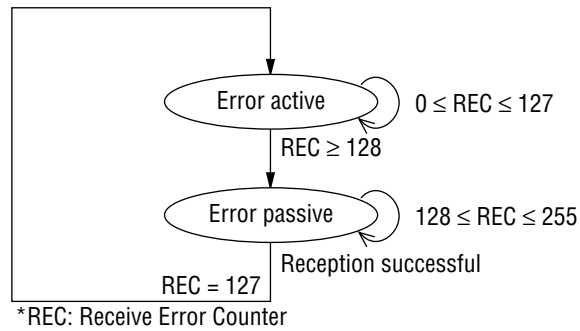 Error active
0 ≤ REC ≤ 127
REC ≥ 128
Error passive
128 ≤ REC ≤ 255
Reception successful
REC = 127
*REC: Receive Error Counter